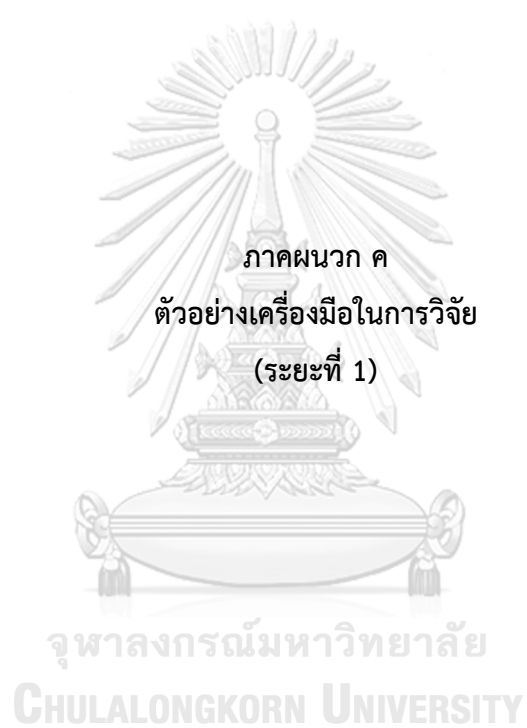 ภาคผนวก ค
ตัวอย่างเครื่องมือในการวิจัย
(ระยะที่ 1)
จุฬาลงกรณ์มหาวิทยาลัย
CHULALONGKORN UNIVERSITY